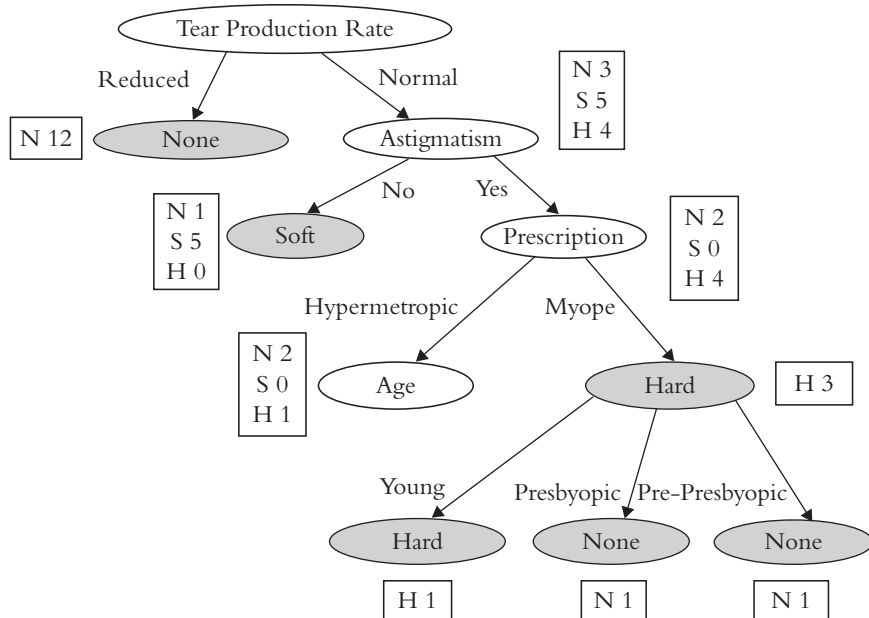 Tear Production Rate
Reduced
Normal
N 3
S 5
H 4
N 12
None
Astigmatism
No
Yes
N 1
S 5
H 0
Soft
Prescription
N 2
S 0
H 4
Hypermetropic
Myope
N 2
S 0
H 1
Age
Hard
H 3
Young
Presbyopic
Pre-Presbyopic
Hard
None
None
H 1
N 1
N 1